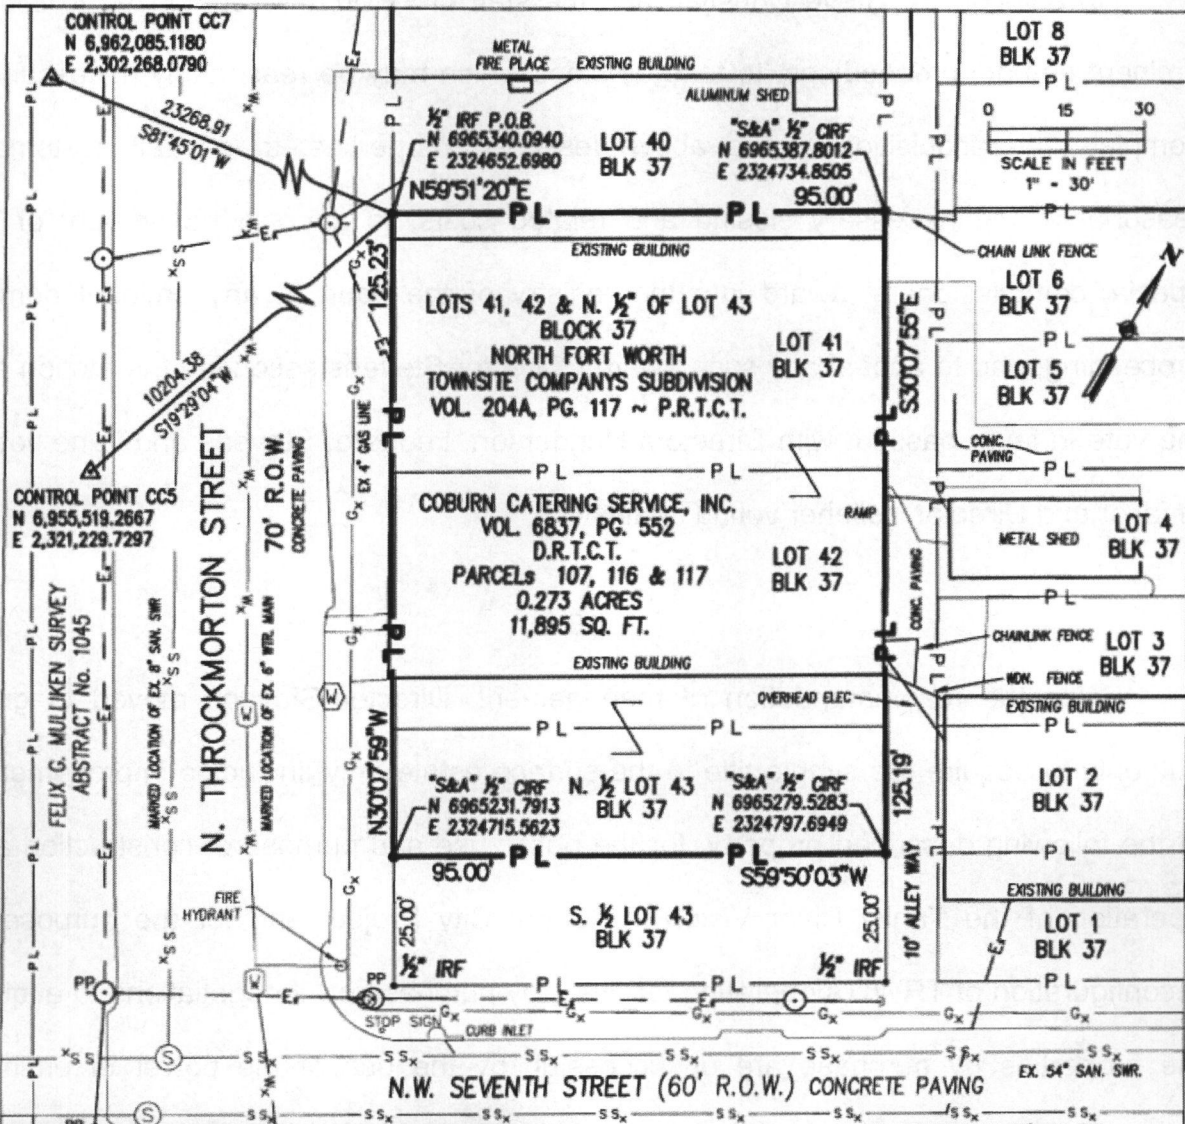 CONTROL POINT CC7
N 6,962,085.1180
E 2,302,268.0790
23268.91
S81°45'01"W
METAL
FIRE PLACE
EXISTING BUILDING
ALUMINUM SHED
½" IRF P.O.B.
N 6965340.0940
E 2324652.6980
LOT 40
BLK 37
"S&A" ½" CIRF
N 6965387.8012
E 2324734.8505
LOT 8
BLK 37
0 15 30
SCALE IN FEET
1" - 30'
N59°51'20"E
95.00'
P L P L
CHAIN LINK FENCE
N
EXISTING BUILDING
125.23'
LOTS 41, 42 & N. ½" OF LOT 43
BLOCK 37
NORTH FORT WORTH
TOWNSITE COMPANYS SUBDIVISION
VOL. 204A, PG. 117 ~ P.R.T.C.T.
LOT 41
BLK 37
S30°07'55"E
LOT 6
BLK 37
LOT 5
BLK 37
CONC.
PAVING
10204.38
S19°29'04"W
CONTROL POINT CC5
N 6,955,519.2667
E 2,321,229.7297
N. THROCKMORTON STREET
70' R.O.W.
CONCRETE PAVING
EX 4" GAS LINE
P L P L
COBURN CATERING SERVICE, INC.
VOL. 6837, PG. 552
D.R.T.C.T.
PARCELs 107, 116 & 117
0.273 ACRES
11,895 SQ. FT.
LOT 42
BLK 37
RAMP
CONC. PAVING
METAL SHED
LOT 4
BLK 37
FELIX G. MULIKEN SURVEY
ABSTRACT No. 1045
MARKED LOCATION OF EX. 8" SAN. SWR
MARKED LOCATION OF EX 6" WTR. MAIN
CHAINLINK FENCE
LOT 3
BLK 37
WDN. FENCE
EXISTING BUILDING
EXISTING BUILDING
OVERHEAD ELEC
P L P L
N30°07'59"W
"S&A" ½" CIRF
N 6965231.7913
E 2324715.5623
N. ½ LOT 43
BLK 37
"S&A" ½" CIRF
N 6965279.5283
E 2324797.6949
125.19'
LOT 2
BLK 37
P L P L
95.00'
S59°50'03"W
10' ALLEY WAY
EXISTING BUILDING
FIRE
HYDRANT
25.00'
S. ½ LOT 43
BLK 37
25.00'
LOT 1
BLK 37
½" IRF
½" IRF
PP
PP
STOP SIGN
CURB INLET
EX. 54" SAN. SWR.
N.W. SEVENTH STREET (60' R.O.W.) CONCRETE PAVING